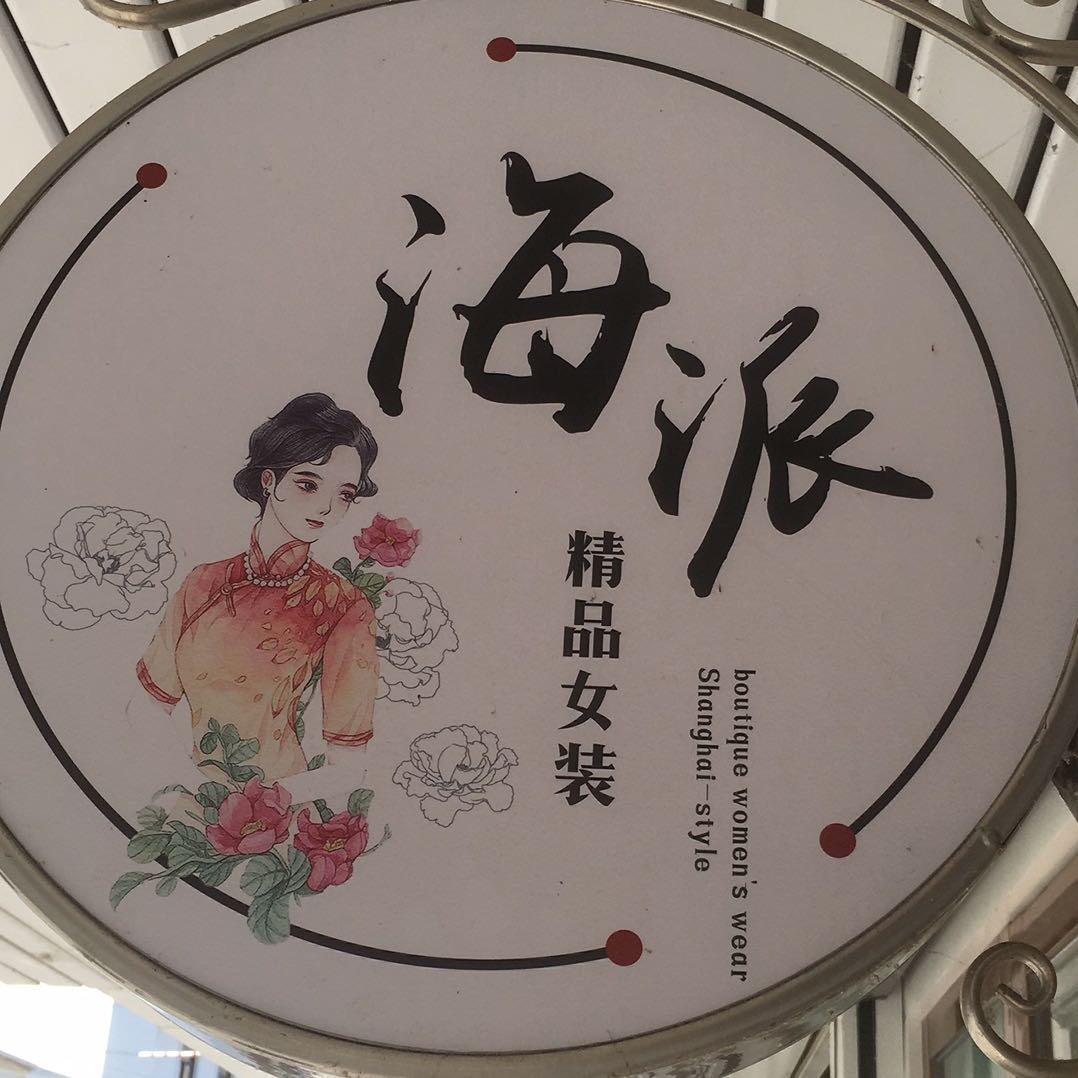 海派
精品女装
boutique women's wear
Shanghai-style